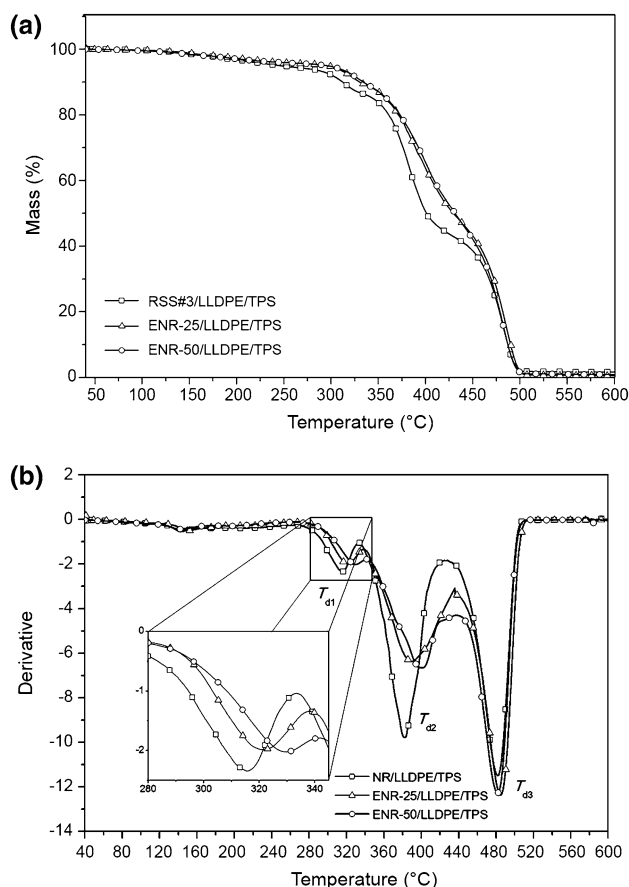 (a)
100
80
60
40
20
0
Mass (%)
RSS#3/LLDPE/TPS
ENR-25/LLDPE/TPS
ENR-50/LLDPE/TPS
50 100 150 200 250 300 350 400 450 500 550 600
Temperature (°C)
(b)
2
0
-2
-4
-6
-8
-10
-12
-14
Derivative
Td1
Td2
Td3
0
-1
-2
280 300 320 340
NR/LLDPE/TPS
ENR-25/LLDPE/TPS
ENR-50/LLDPE/TPS
40 80 120 160 200 240 280 320 360 400 440 480 520 560 600
Temperature (°C)